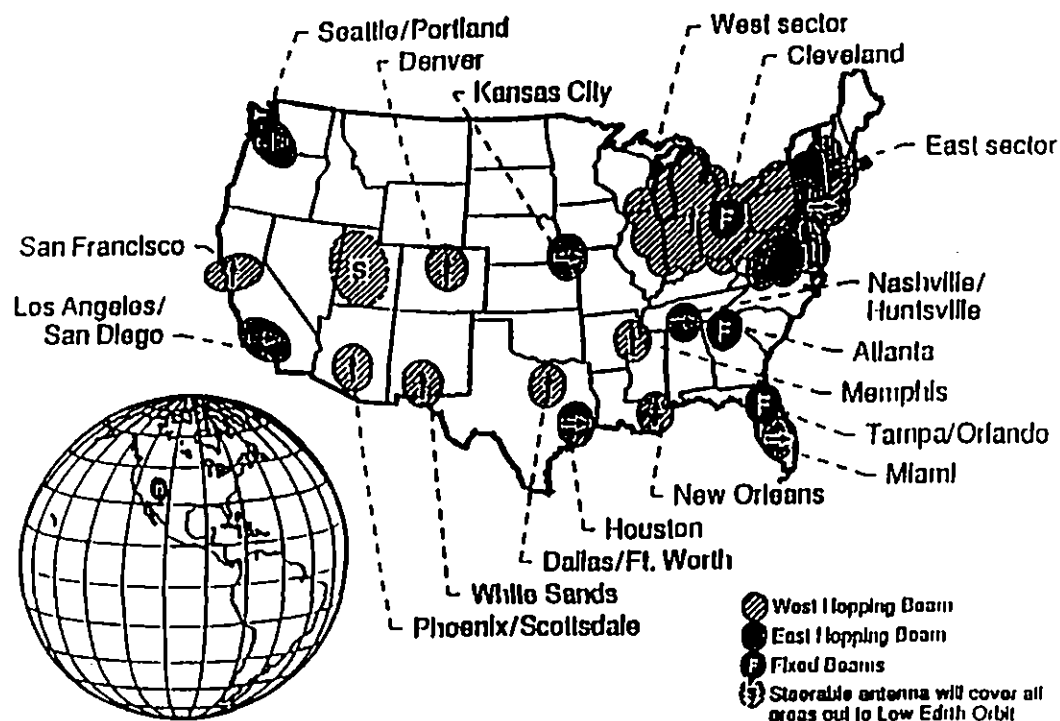 Seattle/Portland
Denver
Kansas City
West sector
Cleveland
East sector
San Francisco
Los Angeles/
San Diego
Nashville/
Huntsville
Atlanta
Memphis
Tampa/Orlando
Miami
New Orleans
Houston
Dallas/Ft. Worth
White Sands
Phoenix/Scottsdale
S
F
F
F
West Hopping Beam
East Hopping Beam
F
Fixed Beams
S
Steerable antenna will cover all
areas out to Low Earth Orbit